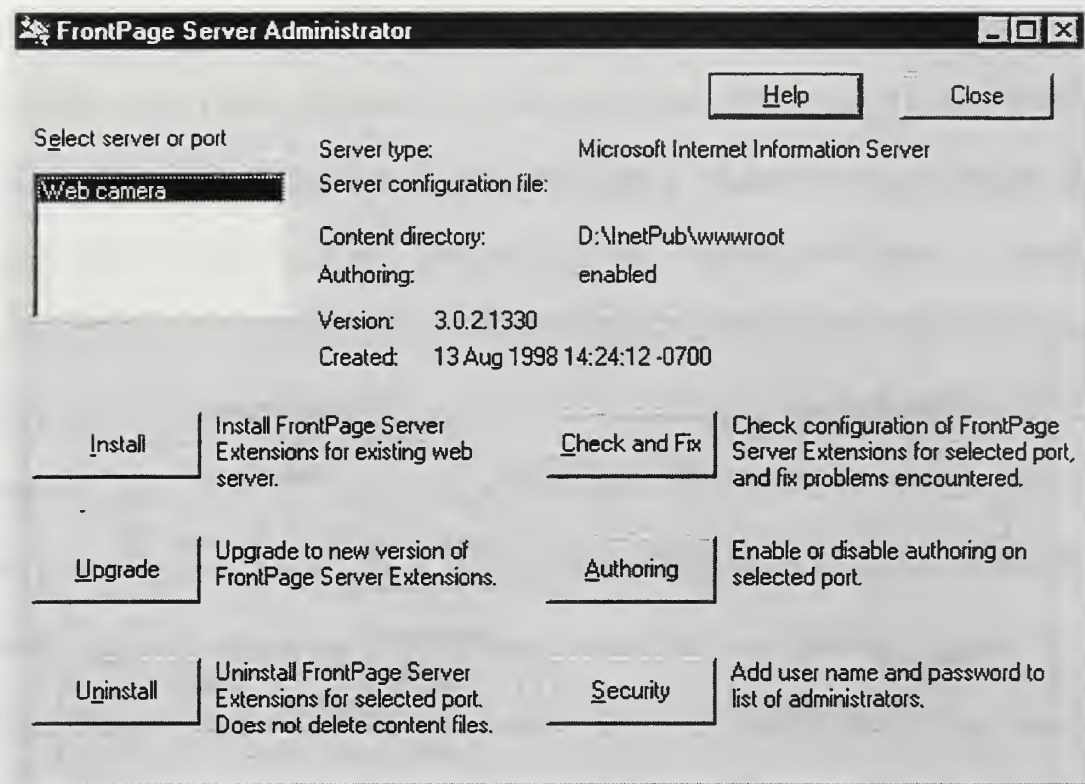 FrontPage Server Administrator
Help
Close
Select server or port
Web camera
Server type:
Microsoft Internet Information Server
Server configuration file:
Content directory:
D:\InetPub\wwwroot
Authoring:
enabled
Version:
3.0.2.1330
Created:
13 Aug 1998 14:24:12 -0700
Install
Install FrontPage Server
Extensions for existing web
server.
Check and Fix
Check configuration of FrontPage
Server Extensions for selected port,
and fix problems encountered.
Upgrade
Upgrade to new version of
FrontPage Server Extensions.
Authoring
Enable or disable authoring on
selected port.
Uninstall
Uninstall FrontPage Server
Extensions for selected port.
Does not delete content files.
Security
Add user name and password to
list of administrators.